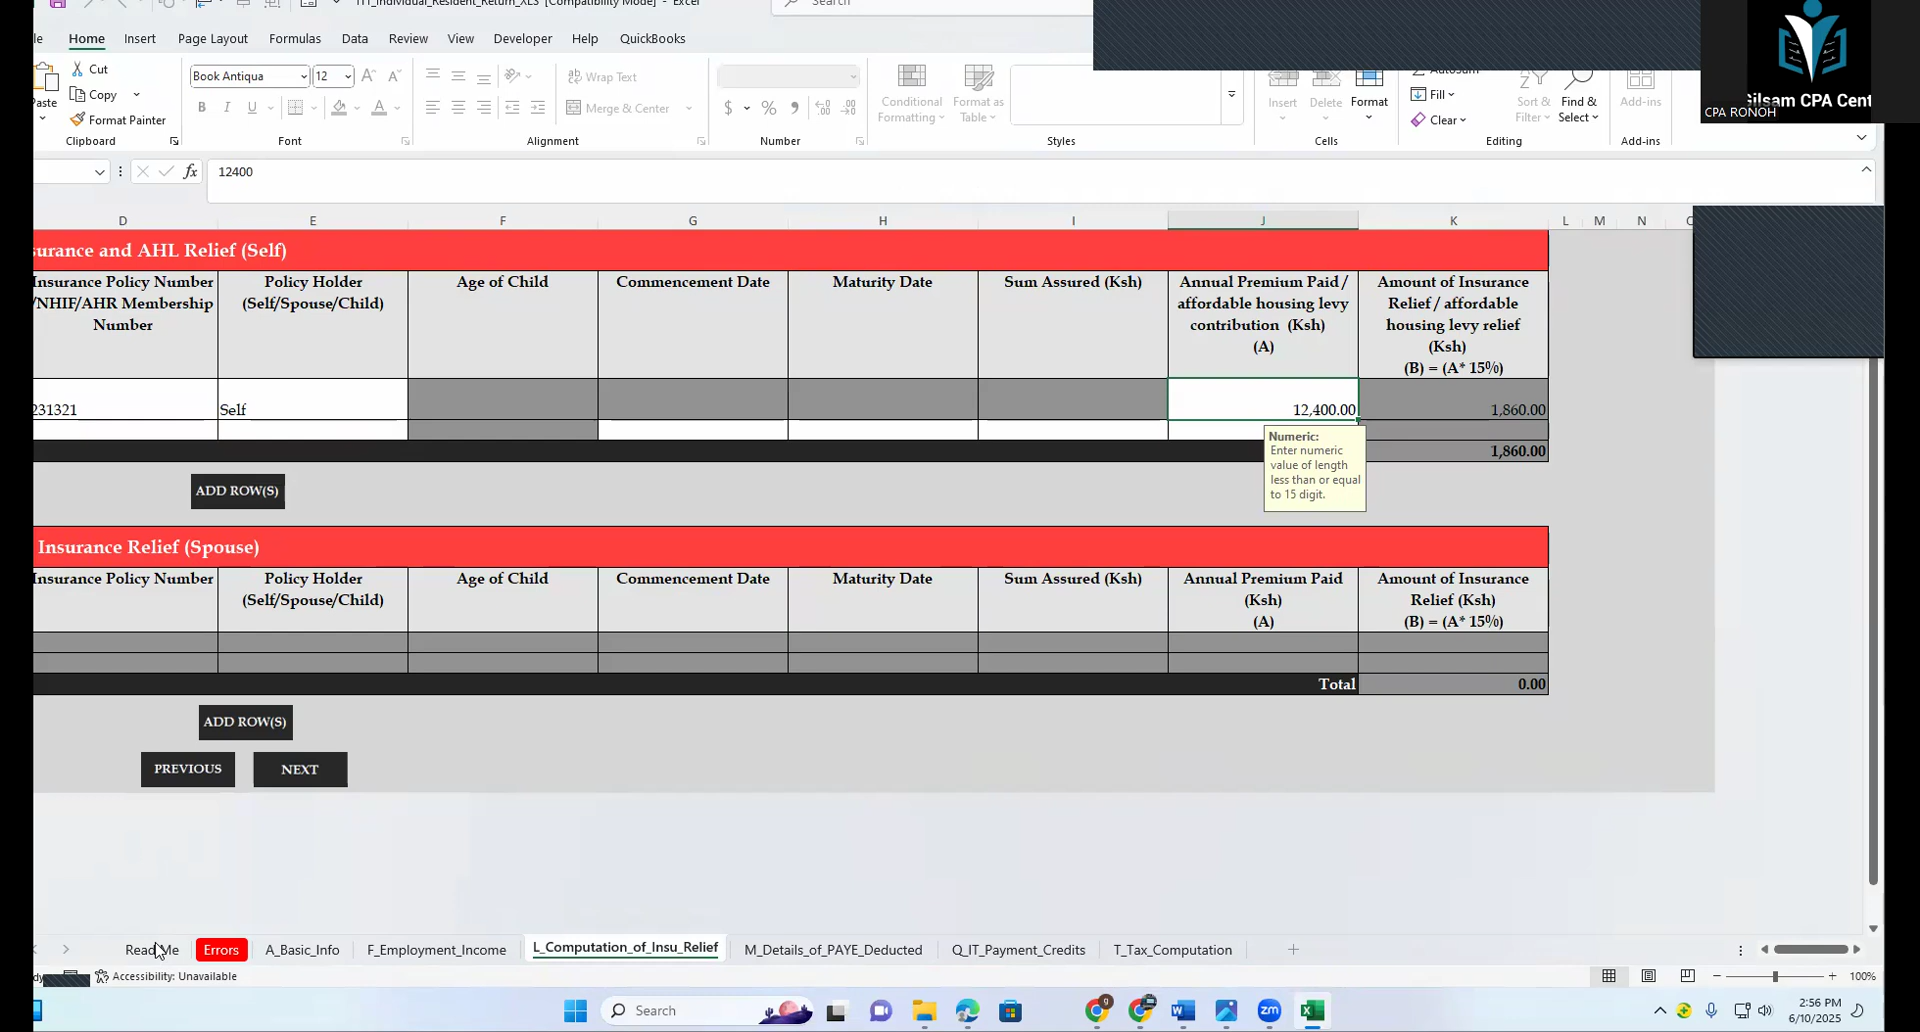 ITI_Individual_Resident_Return_XLS [Compatibility Mode] - Excel
Search
Home
Insert
Page Layout
Formulas
Data
Review
View
Developer
Help
QuickBooks
Cut
Copy
Format Painter
Clipboard
Book Antiqua
12
B I U
Font
Wrap Text
Merge & Center
Alignment
$ %
Number
Conditional
Formatting
Format as
Table
Styles
Insert
Delete
Format
Cells
Fill
Clear
Sort &
Filter
Find &
Select
Editing
Add-ins
Add-ins
CPA RONOH
fx
12400
D E F G H I J K L M N
surance and AHL Relief (Self)
Insurance Policy Number
/NHIF/AHR Membership
Number
Policy Holder
(Self/Spouse/Child)
Age of Child
Commencement Date
Maturity Date
Sum Assured (Ksh)
Annual Premium Paid /
affordable housing levy
contribution (Ksh)
(A)
Amount of Insurance
Relief / affordable
housing levy relief
(Ksh)
(B) = (A* 15%)
231321
Self
12,400.00
1,860.00
1,860.00
Numeric:
Enter numeric
value of length
less than or equal
to 15 digit.
ADD ROW(S)
Insurance Relief (Spouse)
Insurance Policy Number
Policy Holder
(Self/Spouse/Child)
Age of Child
Commencement Date
Maturity Date
Sum Assured (Ksh)
Annual Premium Paid
(Ksh)
(A)
Amount of Insurance
Relief (Ksh)
(B) = (A* 15%)
Total
0.00
ADD ROW(S)
PREVIOUS
NEXT
Read Me
Errors
A_Basic_Info
F_Employment_Income
L_Computation_of_Insu_Relief
M_Details_of_PAYE_Deducted
Q_IT_Payment_Credits
T_Tax_Computation
Accessibility: Unavailable
100%
Search
2:56 PM
6/10/2025